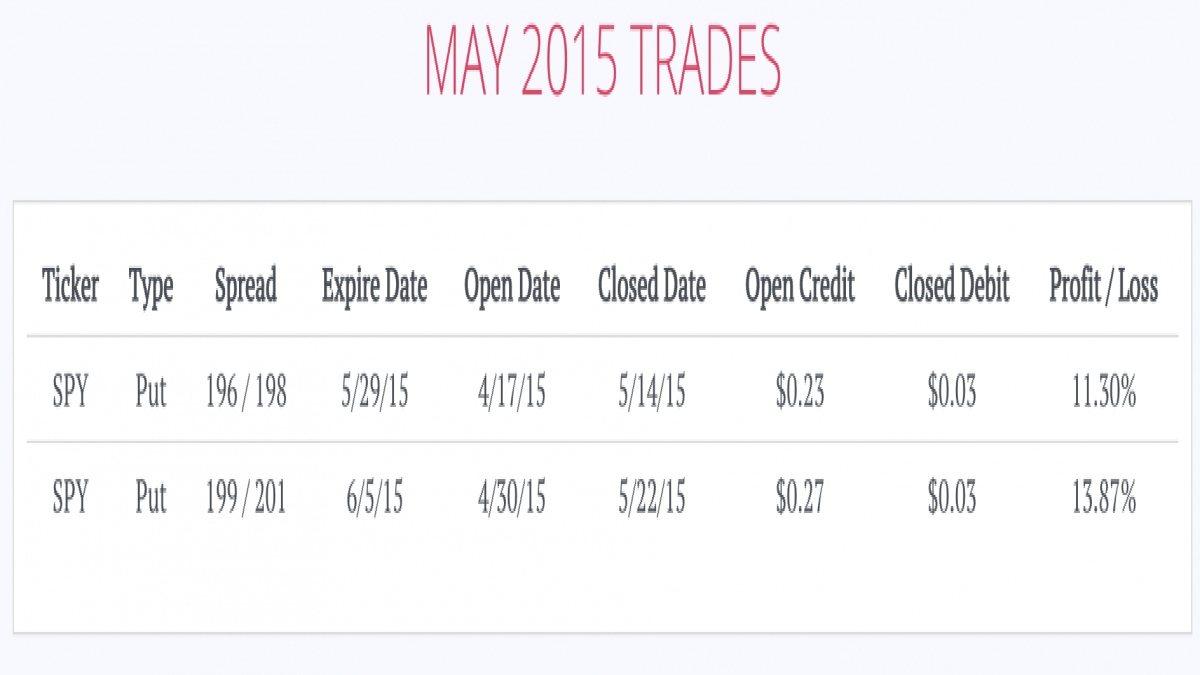 MAY 2015 TRADES
Ticker Type Spread Expire Date Open Date Closed Date Open Credit Closed Debit Profit / Loss
SPY Put 196 / 198 5/29/15 4/17/15 5/14/15 $0.23 $0.03 11.30%
SPY Put 199 / 201 6/5/15 4/30/15 5/22/15 $0.27 $0.03 13.87%